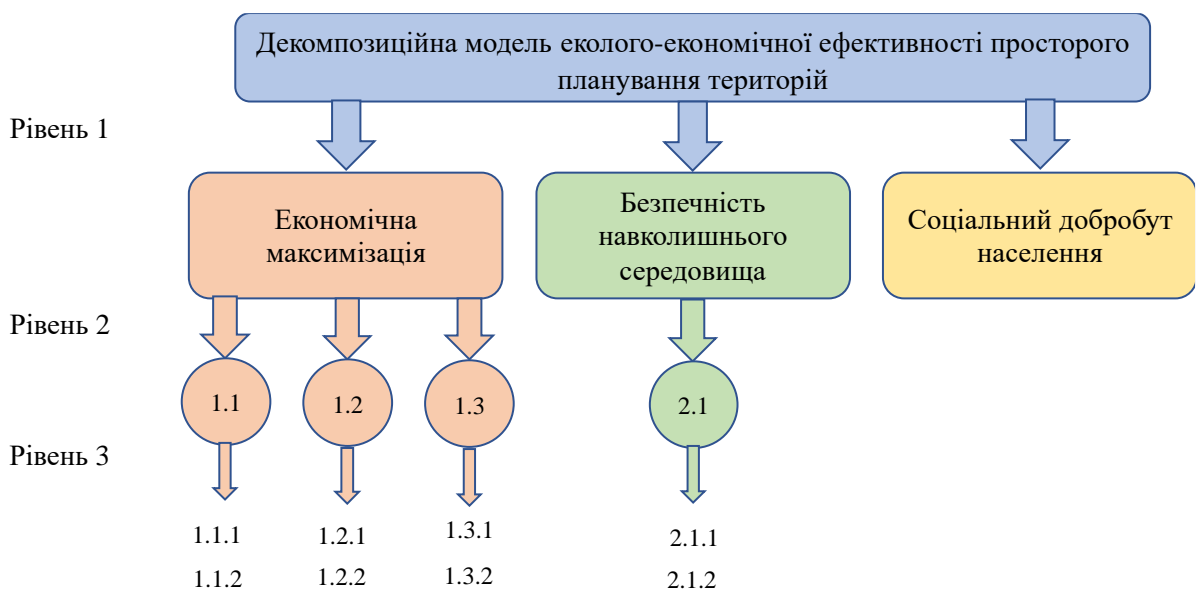 Декомпозиційна модель еколого-економічної ефективності просторого
планування територій
Рівень 1
Економічна
максимізація
Безпечність
навколишнього
середовища
Соціальний добробут
населення
Рівень 2
1.1
1.2
1.3
2.1
Рівень 3
1.1.1
1.2.1
1.3.1
2.1.1
1.1.2
1.2.2
1.3.2
2.1.2